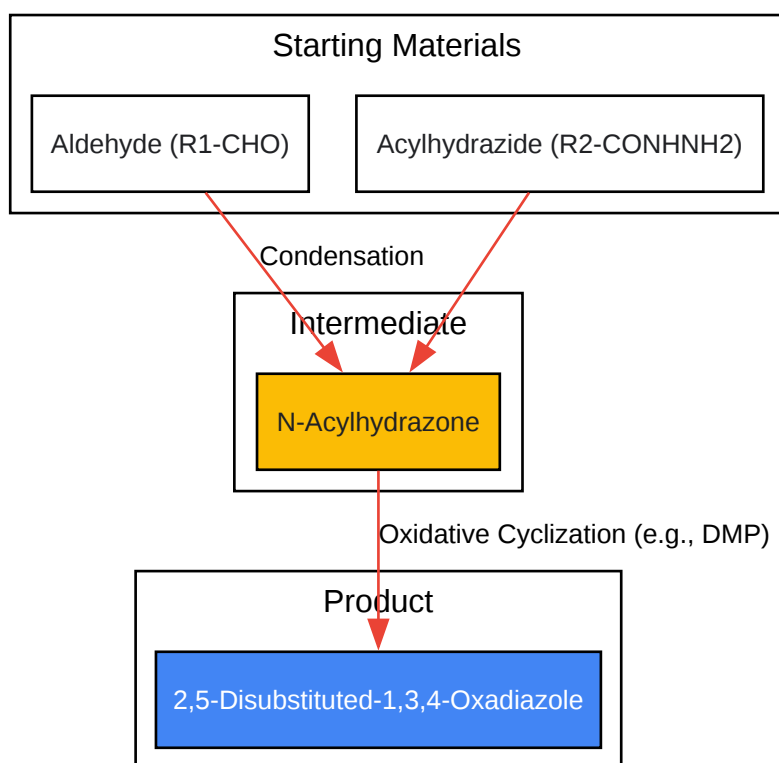 Starting Materials
Aldehyde (R1-CHO)
Acylhydrazide (R2-CONHNH2)
Condensation
Intermediate
N-Acylhydrazone
Oxidative Cyclization (e.g., DMP)
Product
2,5-Disubstituted-1,3,4-Oxadiazole